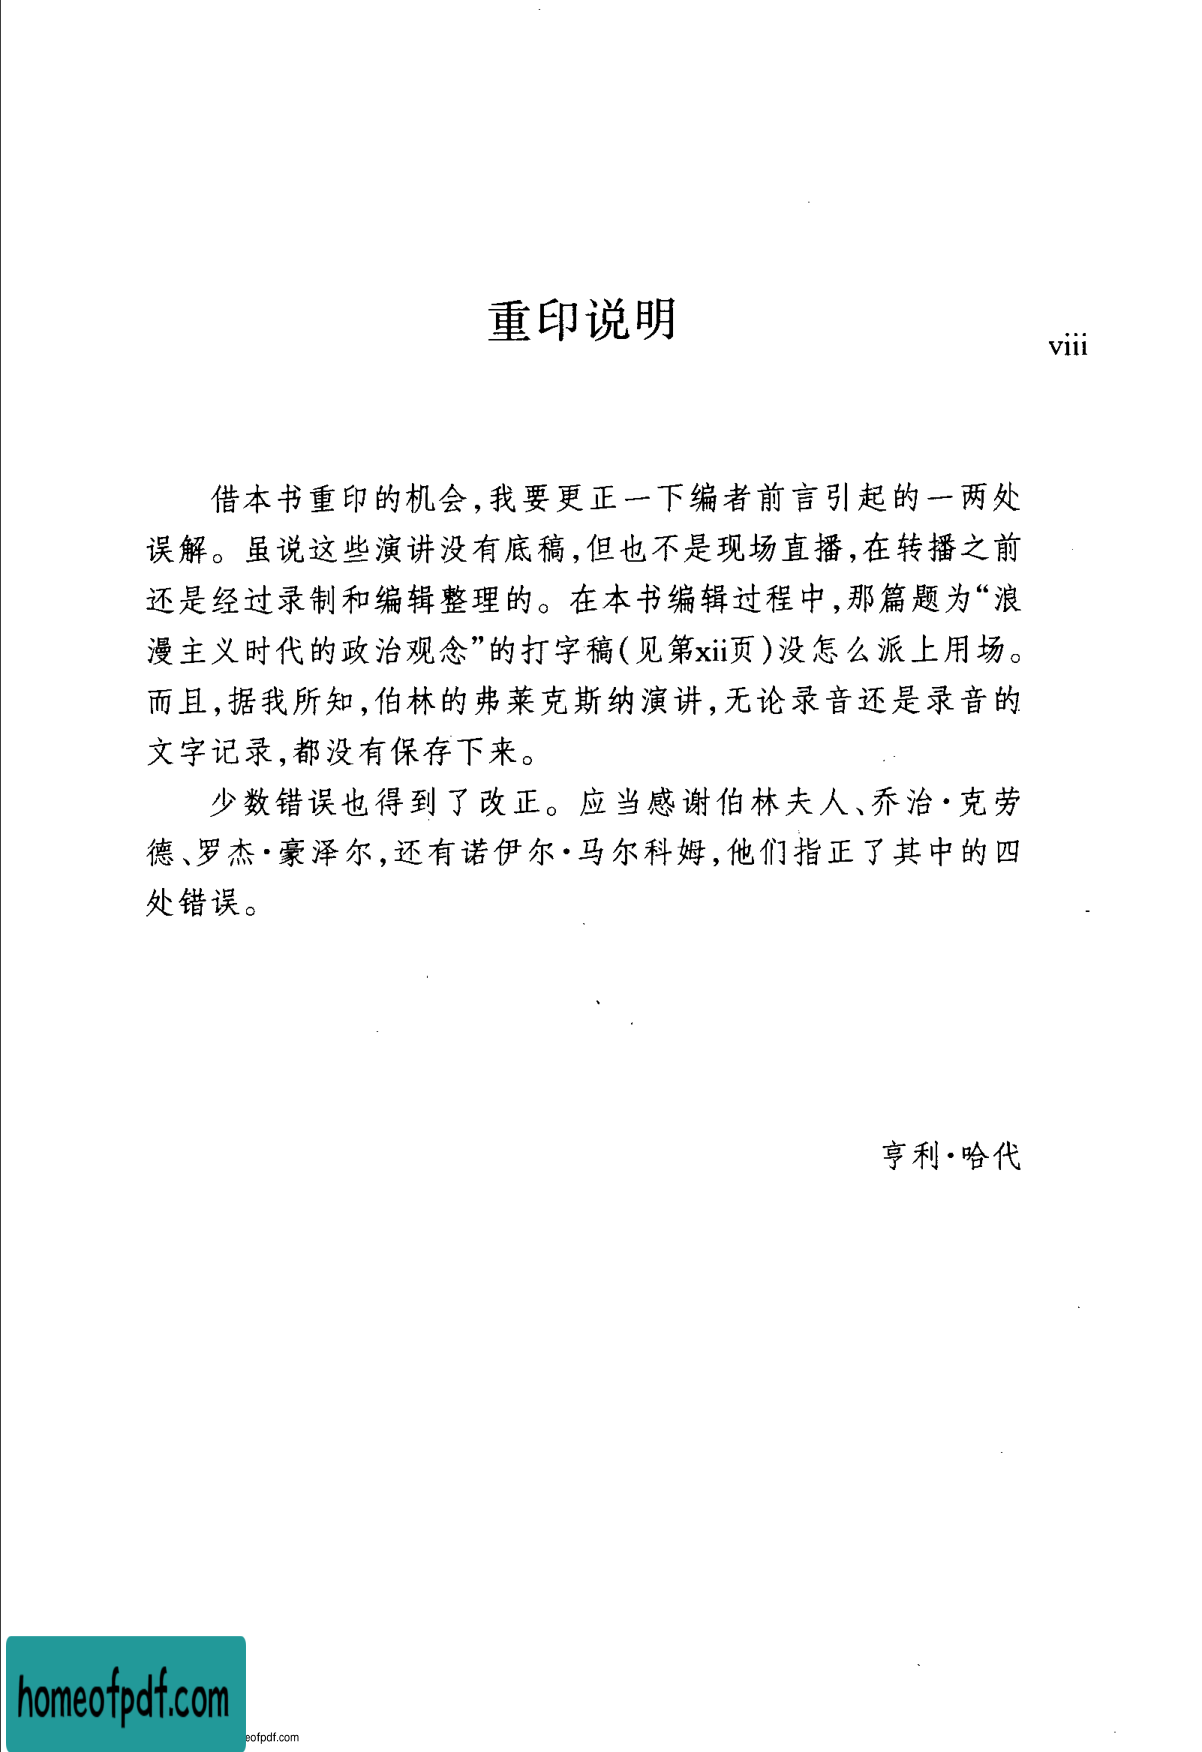 重印说明
viii
借本书重印的机会,我要更正一下编者前言引起的一两处
误解。虽说这些演讲没有底稿,但也不是现场直播,在转播之前
还是经过录制和编辑整理的。在本书编辑过程中,那篇题为“浪
漫主义时代的政治观念”的打字稿(见第xii页)没怎么派上用场。
而且,据我所知,伯林的弗莱克斯纳演讲,无论录音还是录音的
文字记录,都没有保存下来。
少数错误也得到了改正。应当感谢伯林夫人、乔治·克劳
德、罗杰·豪泽尔,还有诺伊尔·马尔科姆,他们指正了其中的四
处错误。
亨利·哈代
homeofpdf.com
eofpdf.com